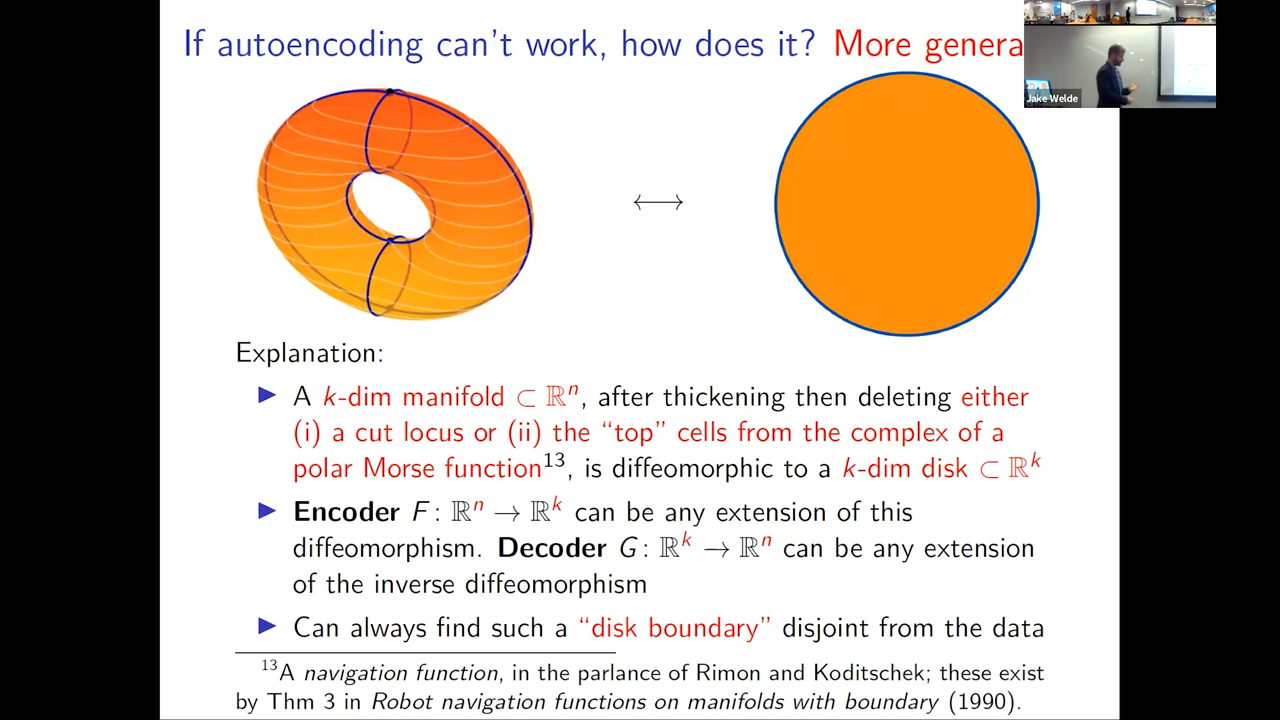 If autoencoding can't work, how does it? More genera
Jake Welde
Explanation:
▶ A k-dim manifold ⊂ ℝⁿ, after thickening then deleting either
(i) a cut locus or (ii) the “top” cells from the complex of a
polar Morse function¹³, is diffeomorphic to a k-dim disk ⊂ ℝᵏ
▶ Encoder F: ℝⁿ → ℝᵏ can be any extension of this
diffeomorphism. Decoder G: ℝᵏ → ℝⁿ can be any extension
of the inverse diffeomorphism
▶ Can always find such a “disk boundary” disjoint from the data
¹³A navigation function, in the parlance of Rimon and Koditschek; these exist
by Thm 3 in Robot navigation functions on manifolds with boundary (1990).